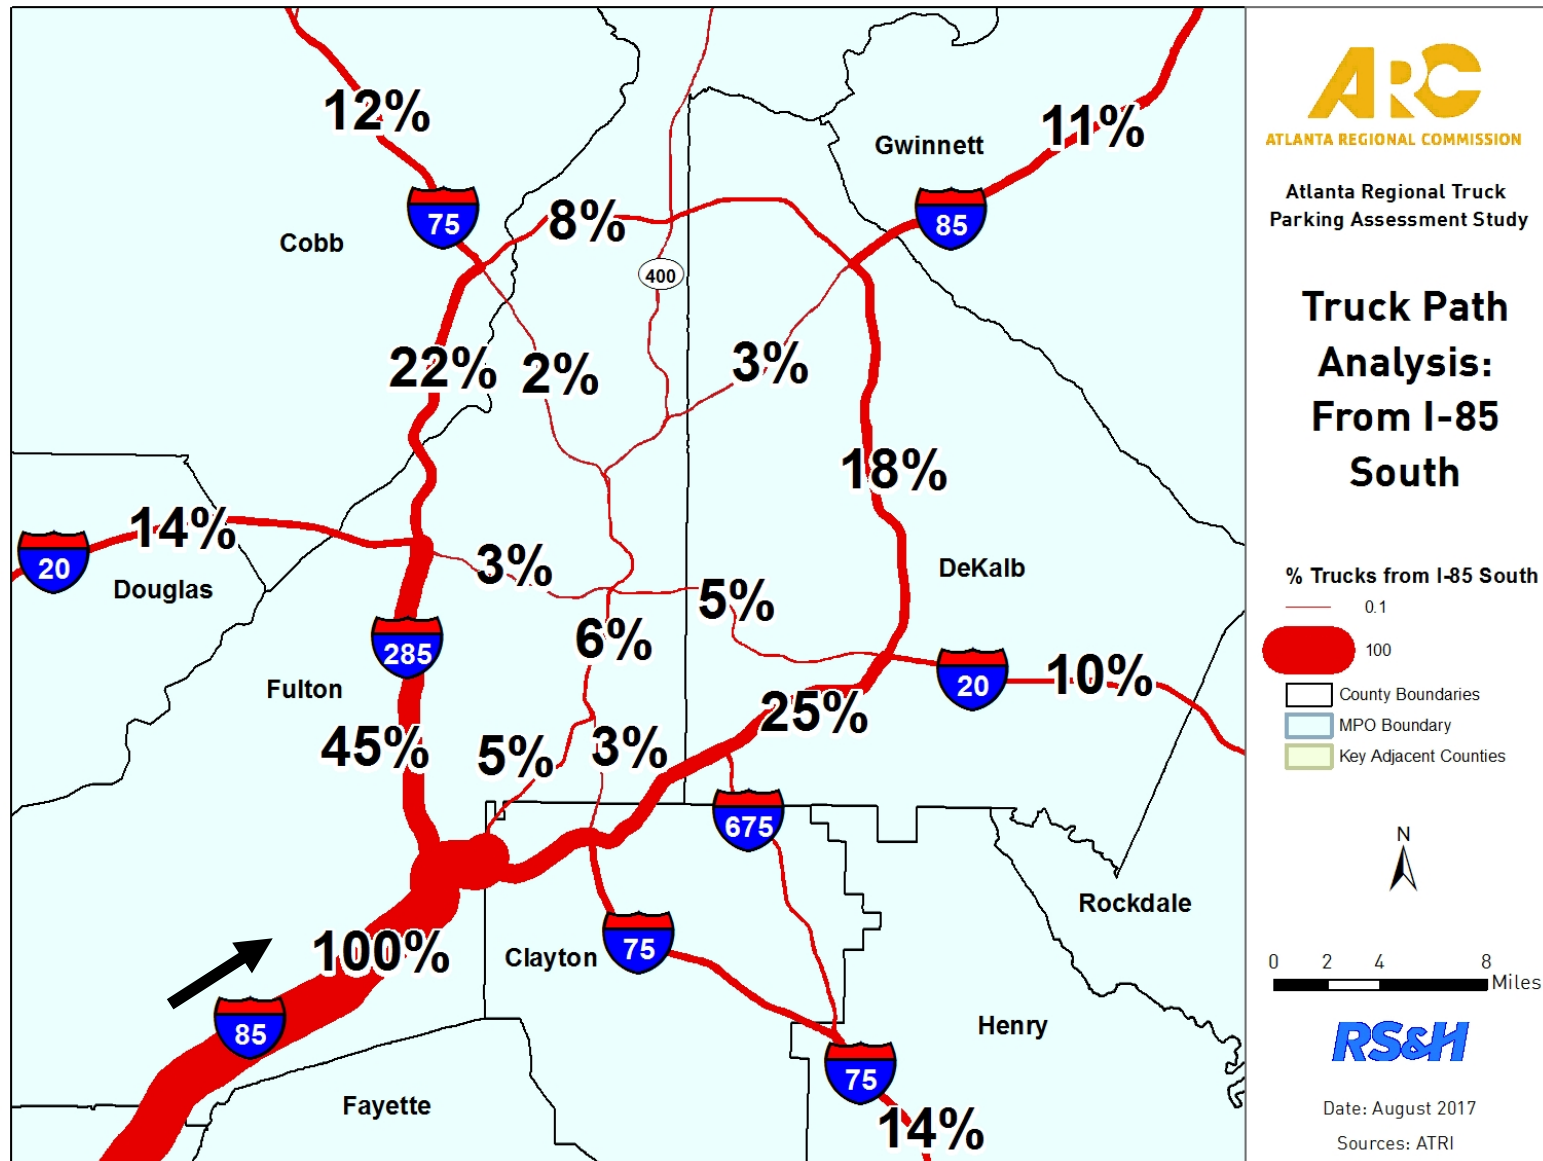 12%
11%
Gwinnett
75
8%
85
Cobb
400
22%
2%
3%
18%
14%
20
Douglas
3%
5%
DeKalb
285
6%
Fulton
20
10%
45%
5%
3%
25%
675
100%
Clayton
75
Rockdale
85
Henry
75
Fayette
14%
ARC
ATLANTA REGIONAL COMMISSION
Atlanta Regional Truck
Parking Assessment Study
Truck Path
Analysis:
From I-85
South
% Trucks from I-85 South
0.1
100
County Boundaries
MPO Boundary
Key Adjacent Counties
N
0 2 4 8
Miles
RS&H
Date: August 2017
Sources: ATRI